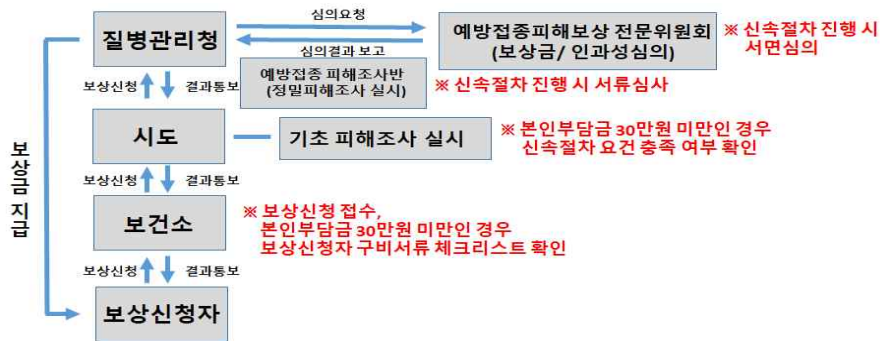 심의요청
질병관리청
예방접종피해보상 전문위원회
(보상금/ 인과성심의)
※ 신속절차 진행 시
서면심의
심의결과 보고
예방접종 피해조사반
(정밀피해조사 실시)
※ 신속절차 진행 시 서류심사
보상신청
결과통보
시도
기초 피해조사 실시
※ 본인부담금 30만원 미만인 경우
신속절차 요건 충족 여부 확인
보상금 지급
보상신청
결과통보
보건소
※ 보상신청 접수,
본인부담금 30만원 미만인 경우
보상신청자 구비서류 체크리스트 확인
보상신청
결과통보
보상신청자